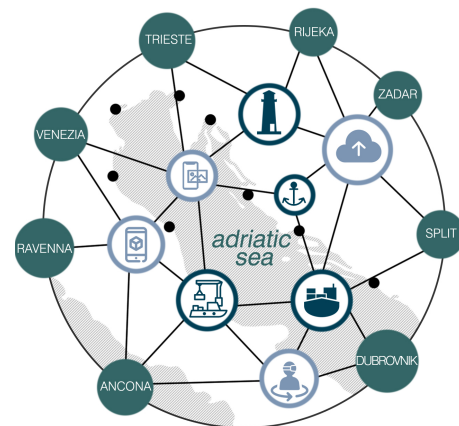 TRIESTE
RIJEKA
ZADAR
VENEZIA
RAVENNA
adriatic
sea
SPLIT
DUBROVNIK
ANCONA